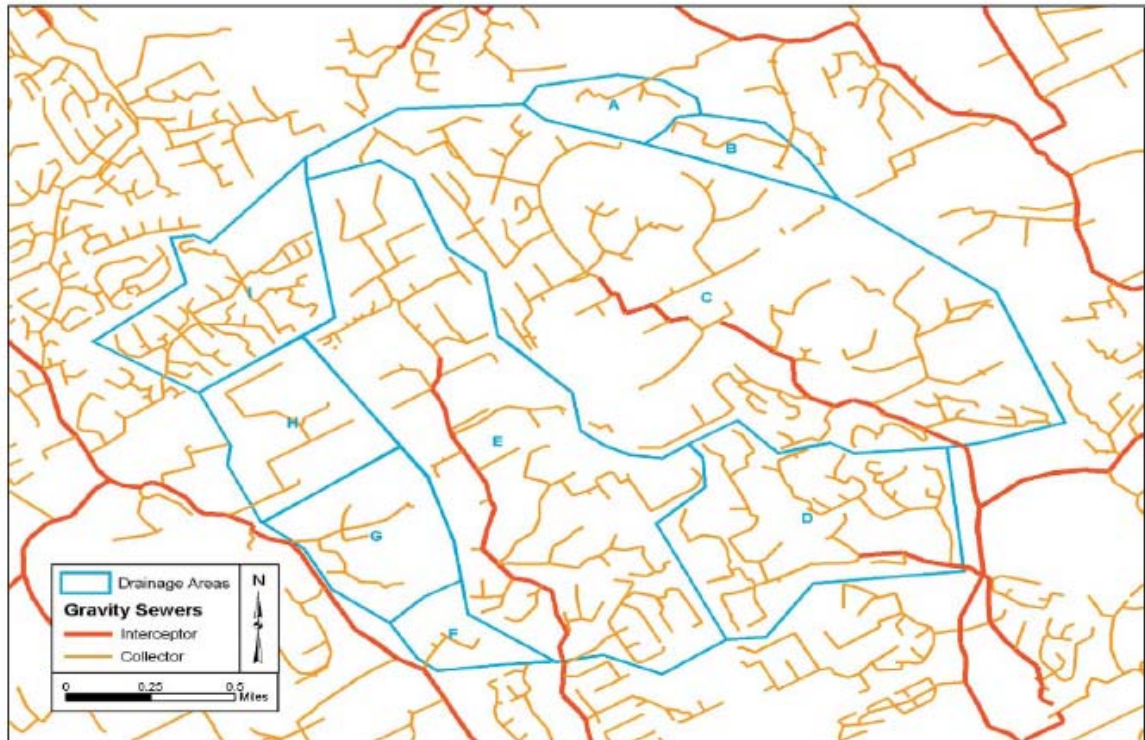 A
B
C
I
H
E
G
D
F
Drainage Areas
Gravity Sewers
Interceptor
Collector
N
S
0 0.25 0.5
Miles